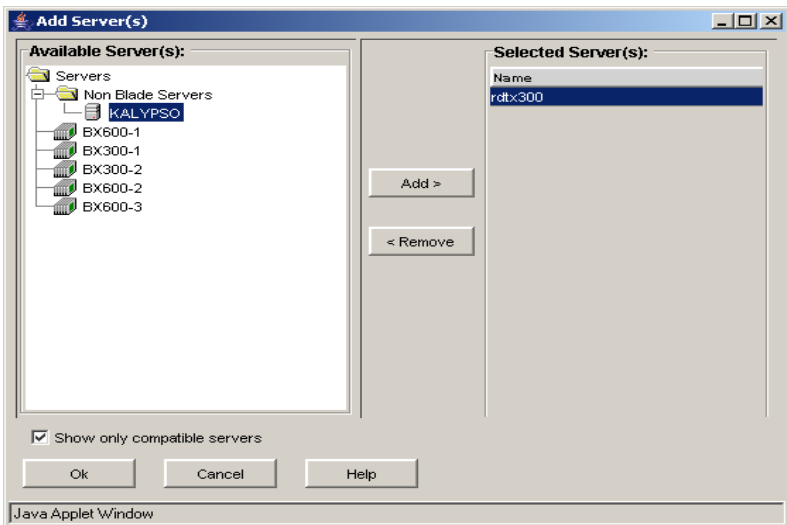 Add Server(s)
Available Server(s):
Servers
Non Blade Servers
KALYPSO
BX600-1
BX300-1
BX300-2
BX600-2
BX600-3
Add >
< Remove
Selected Server(s):
Name
rdtx300
Show only compatible servers
Ok
Cancel
Help
Java Applet Window